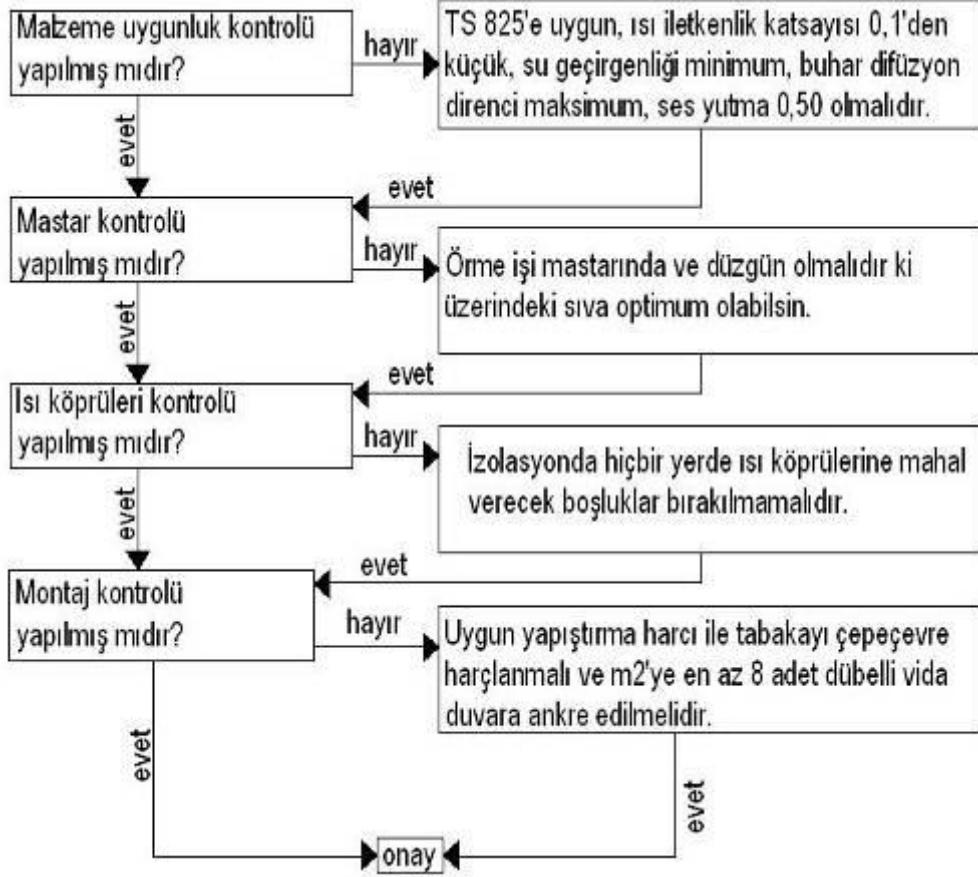 Malzeme uygunluk kontrolü
yapılmış mıdır?
hayır
TS 825'e uygun, ısı iletkenlik katsayısı 0,1'den
küçük, su geçirgenliği minimum, buhar difüzyon
direnci maksimum, ses yutma 0,50 olmalıdır.
evet
evet
Mastar kontrolü
yapılmış mıdır?
hayır
Örme işi mastarında ve düzgün olmalıdır ki
üzerindeki sıva optimum olabilsin.
evet
evet
Isı köprüleri kontrolü
yapılmış mıdır?
hayır
İzolasyonda hiçbir yerde ısı köprülerine mahal
verecek boşluklar bırakılmamalıdır.
evet
evet
Montaj kontrolü
yapılmış mıdır?
hayır
Uygun yapıştırma harcı ile tabakayı çepeçevre
harçlanmalı ve m2'ye en az 8 adet dübelli vida
duvara ankre edilmelidir.
evet
evet
onay